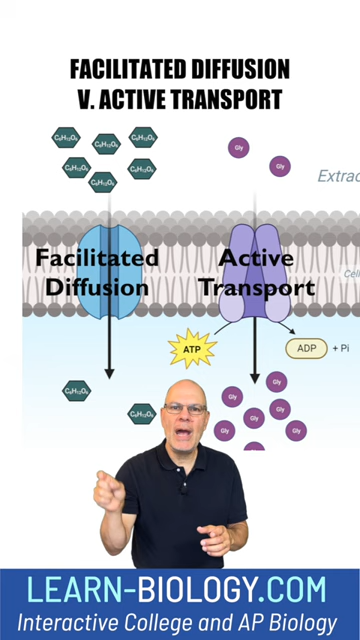 FACILITATED DIFFUSION
V. ACTIVE TRANSPORT
C₆H₁₂O₆
C₆H₁₂O₆
C₆H₁₂O₆
C₆H₁₂O₆
C₆H₁₂O₆
C₆H₁₂O₆
Gly
Gly
Extrac
Facilitated
Diffusion
Active
Transport
Cel
ATP
ADP + Pi
C₆H₁₂O₆
C₆H₁₂O₆
Gly
Gly
Gly
Gly
Gly
Gly
LEARN-BIOLOGY.COM
Interactive College and AP Biology